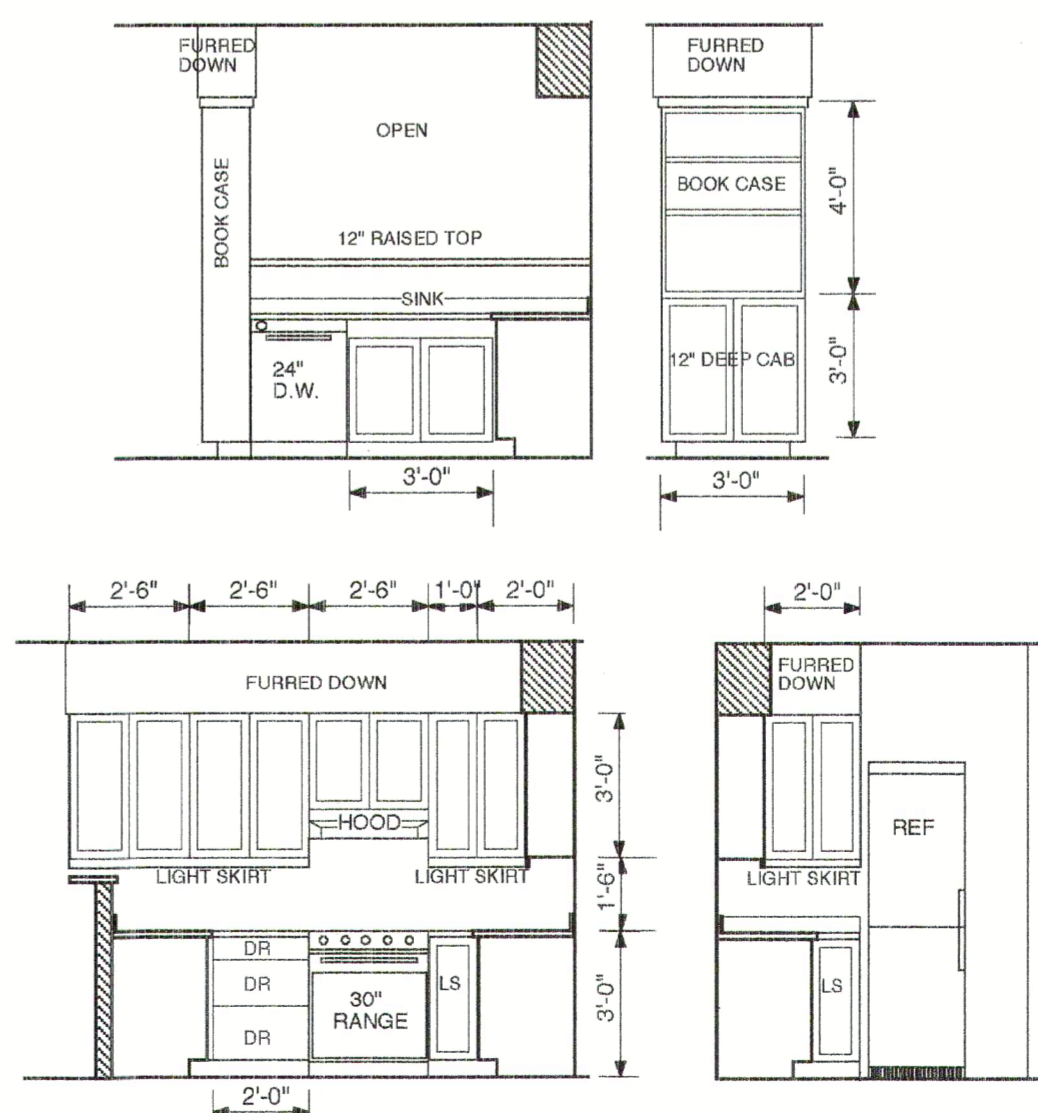 FURRED
DOWN
BOOK CASE
OPEN
12" RAISED TOP
SINK
24"
D.W.
3'-0"
FURRED
DOWN
BOOK CASE
12" DEEP CAB
4'-0"
3'-0"
3'-0"
2'-6"
2'-6"
2'-6"
1'-0"
2'-0"
FURRED DOWN
HOOD
LIGHT SKIRT
LIGHT SKIRT
3'-0"
1'-6"
3'-0"
DR
DR
DR
30"
RANGE
LS
2'-0"
2'-0"
FURRED
DOWN
LIGHT SKIRT
REF
LS